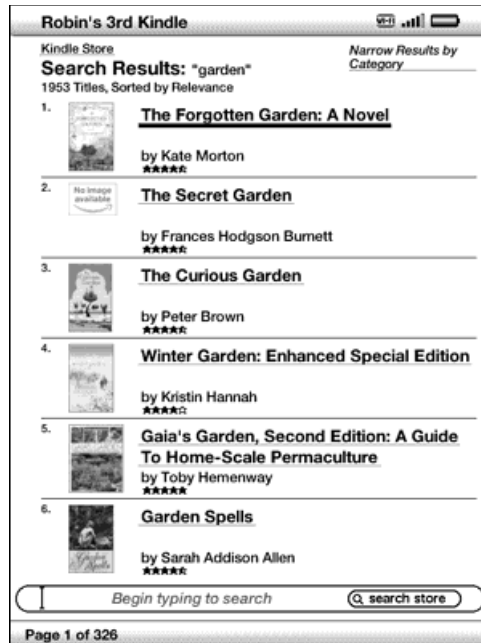 Robin's 3rd Kindle
Wi-Fi
Kindle Store
Search Results: "garden"
1953 Titles, Sorted by Relevance
Narrow Results by
Category
1.
The Forgotten Garden: A Novel
by Kate Morton
2.
No image
available
The Secret Garden
by Frances Hodgson Burnett
3.
The Curious Garden
by Peter Brown
4.
Winter Garden: Enhanced Special Edition
by Kristin Hannah
5.
Gaia's Garden, Second Edition: A Guide
To Home-Scale Permaculture
by Toby Hemenway
6.
Garden Spells
by Sarah Addison Allen
Begin typing to search
search store
Page 1 of 326